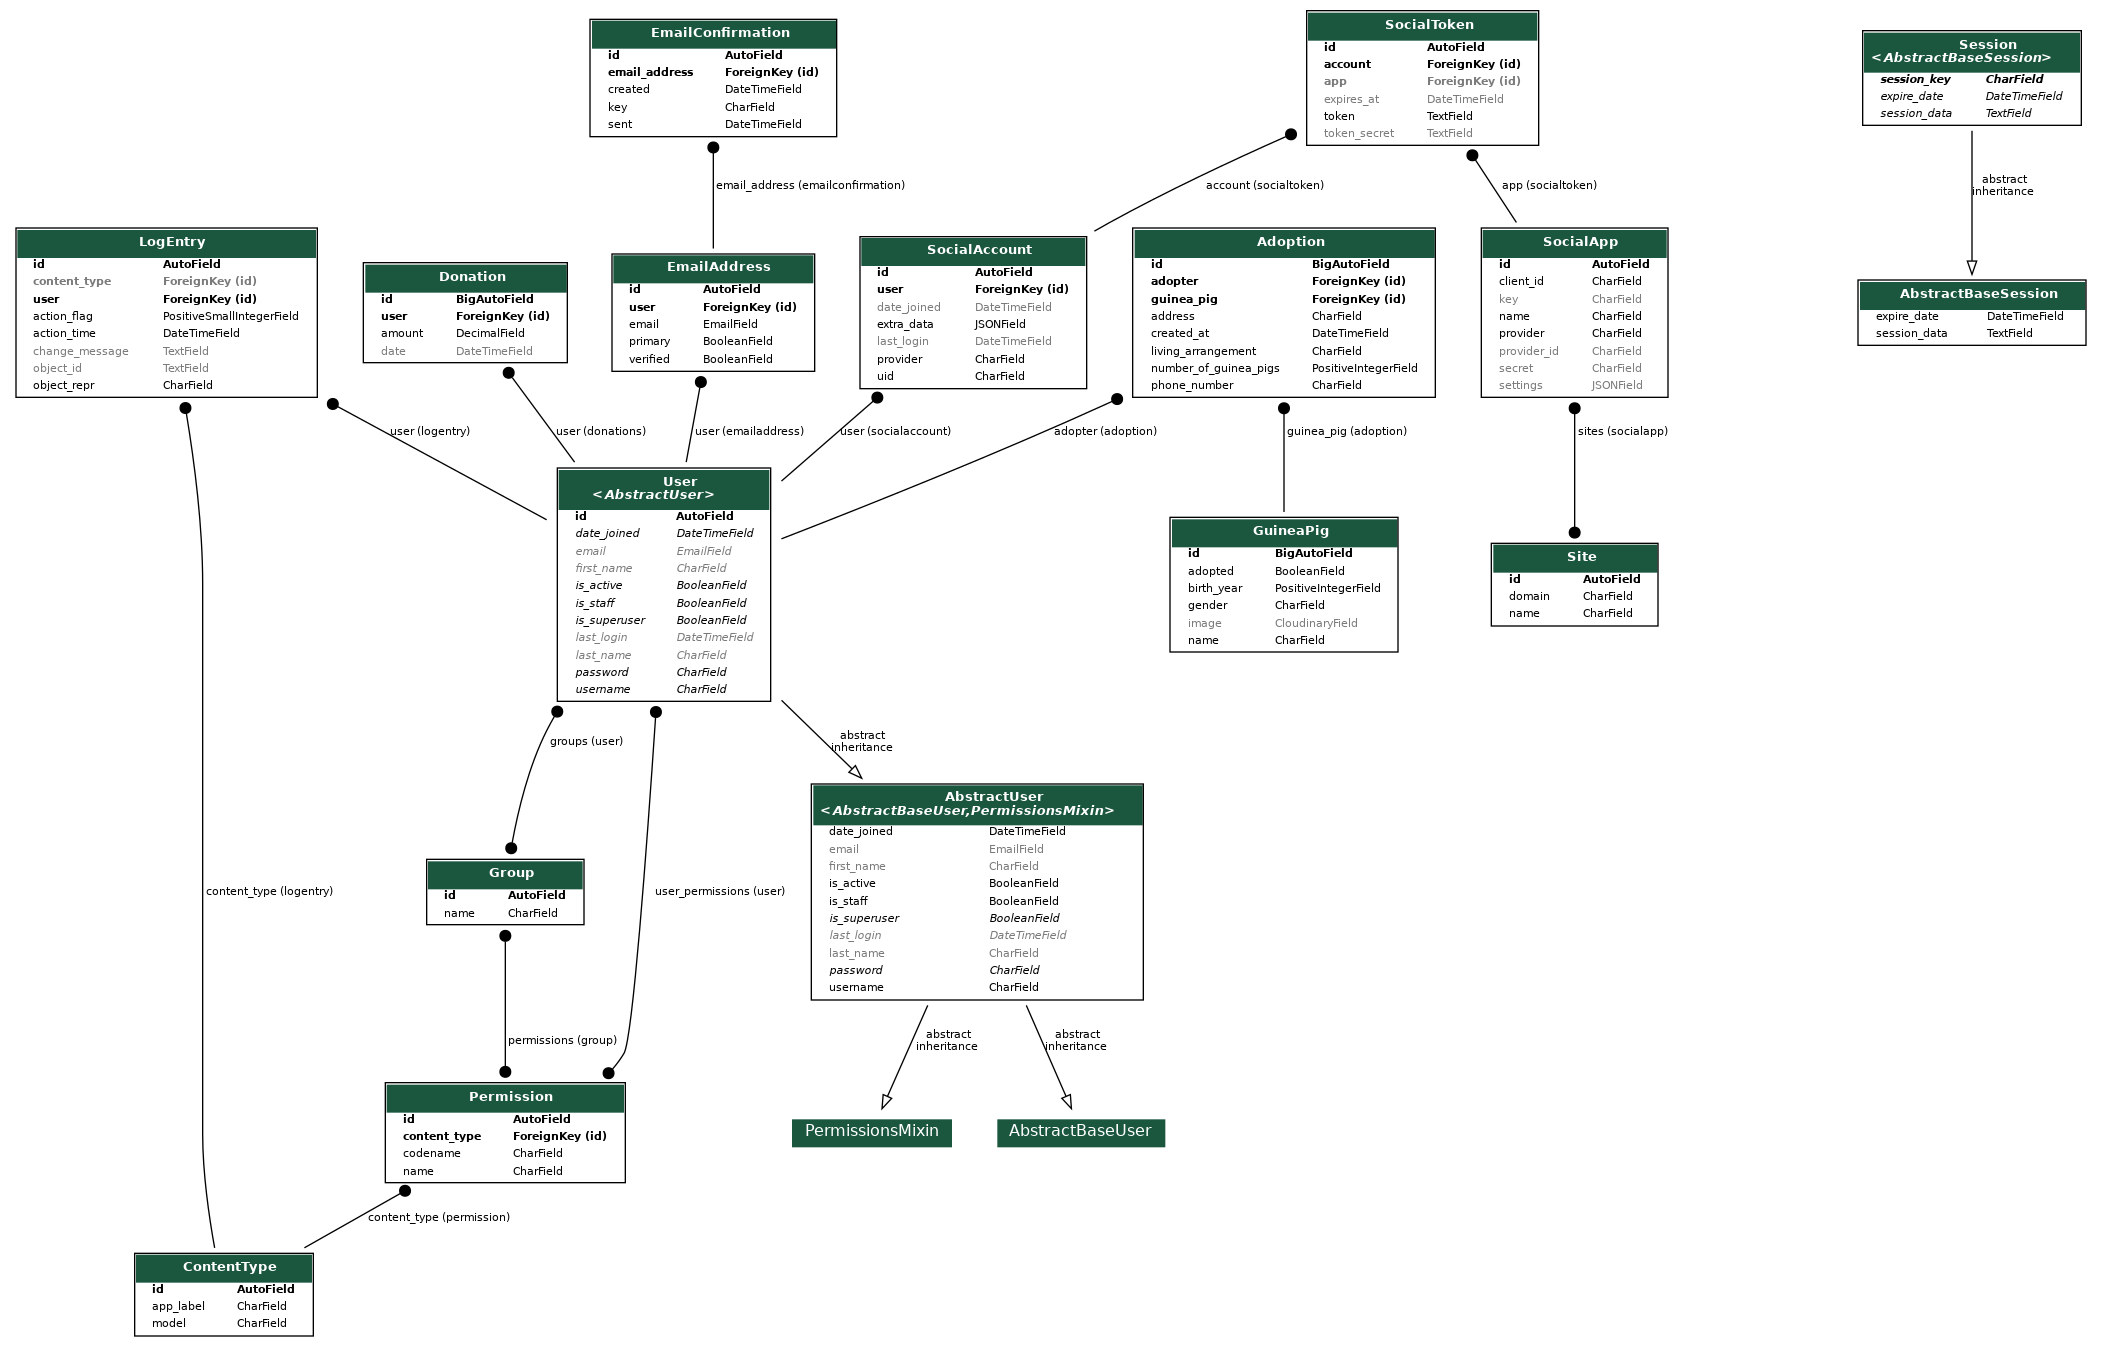 EmailConfirmation
id AutoField
email_address ForeignKey (id)
created DateTimeField
key CharField
sent DateTimeField
SocialToken
id AutoField
account ForeignKey (id)
app ForeignKey (id)
expires_at DateTimeField
token TextField
token_secret TextField
Session
<AbstractBaseSession>
session_key CharField
expire_date DateTimeField
session_data TextField
email_address (emailconfirmation)
account (socialtoken)
app (socialtoken)
abstract
inheritance
LogEntry
id AutoField
content_type ForeignKey (id)
user ForeignKey (id)
action_flag PositiveSmallIntegerField
action_time DateTimeField
change_message TextField
object_id TextField
object_repr CharField
Donation
id BigAutoField
user ForeignKey (id)
amount DecimalField
date DateTimeField
EmailAddress
id AutoField
user ForeignKey (id)
email EmailField
primary BooleanField
verified BooleanField
SocialAccount
id AutoField
user ForeignKey (id)
date_joined DateTimeField
extra_data JSONField
last_login DateTimeField
provider CharField
uid CharField
Adoption
id BigAutoField
adopter ForeignKey (id)
guinea_pig ForeignKey (id)
address CharField
created_at DateTimeField
living_arrangement CharField
number_of_guinea_pigs PositiveIntegerField
phone_number CharField
SocialApp
id AutoField
client_id CharField
key CharField
name CharField
provider CharField
provider_id CharField
secret CharField
settings JSONField
AbstractBaseSession
expire_date DateTimeField
session_data TextField
user (logentry)
user (donations)
user (emailaddress)
user (socialaccount)
adopter (adoption)
guinea_pig (adoption)
sites (socialapp)
User
<AbstractUser>
id AutoField
date_joined DateTimeField
email EmailField
first_name CharField
is_active BooleanField
is_staff BooleanField
is_superuser BooleanField
last_login DateTimeField
last_name CharField
password CharField
username CharField
GuineaPig
id BigAutoField
adopted BooleanField
birth_year PositiveIntegerField
gender CharField
image CloudinaryField
name CharField
Site
id AutoField
domain CharField
name CharField
groups (user)
abstract
inheritance
AbstractUser
<AbstractBaseUser,PermissionsMixin>
date_joined DateTimeField
email EmailField
first_name CharField
is_active BooleanField
is_staff BooleanField
is_superuser BooleanField
last_login DateTimeField
last_name CharField
password CharField
username CharField
Group
id AutoField
name CharField
content_type (logentry)
user_permissions (user)
permissions (group)
abstract
inheritance
abstract
inheritance
Permission
id AutoField
content_type ForeignKey (id)
codename CharField
name CharField
PermissionsMixin
AbstractBaseUser
content_type (permission)
ContentType
id AutoField
app_label CharField
model CharField